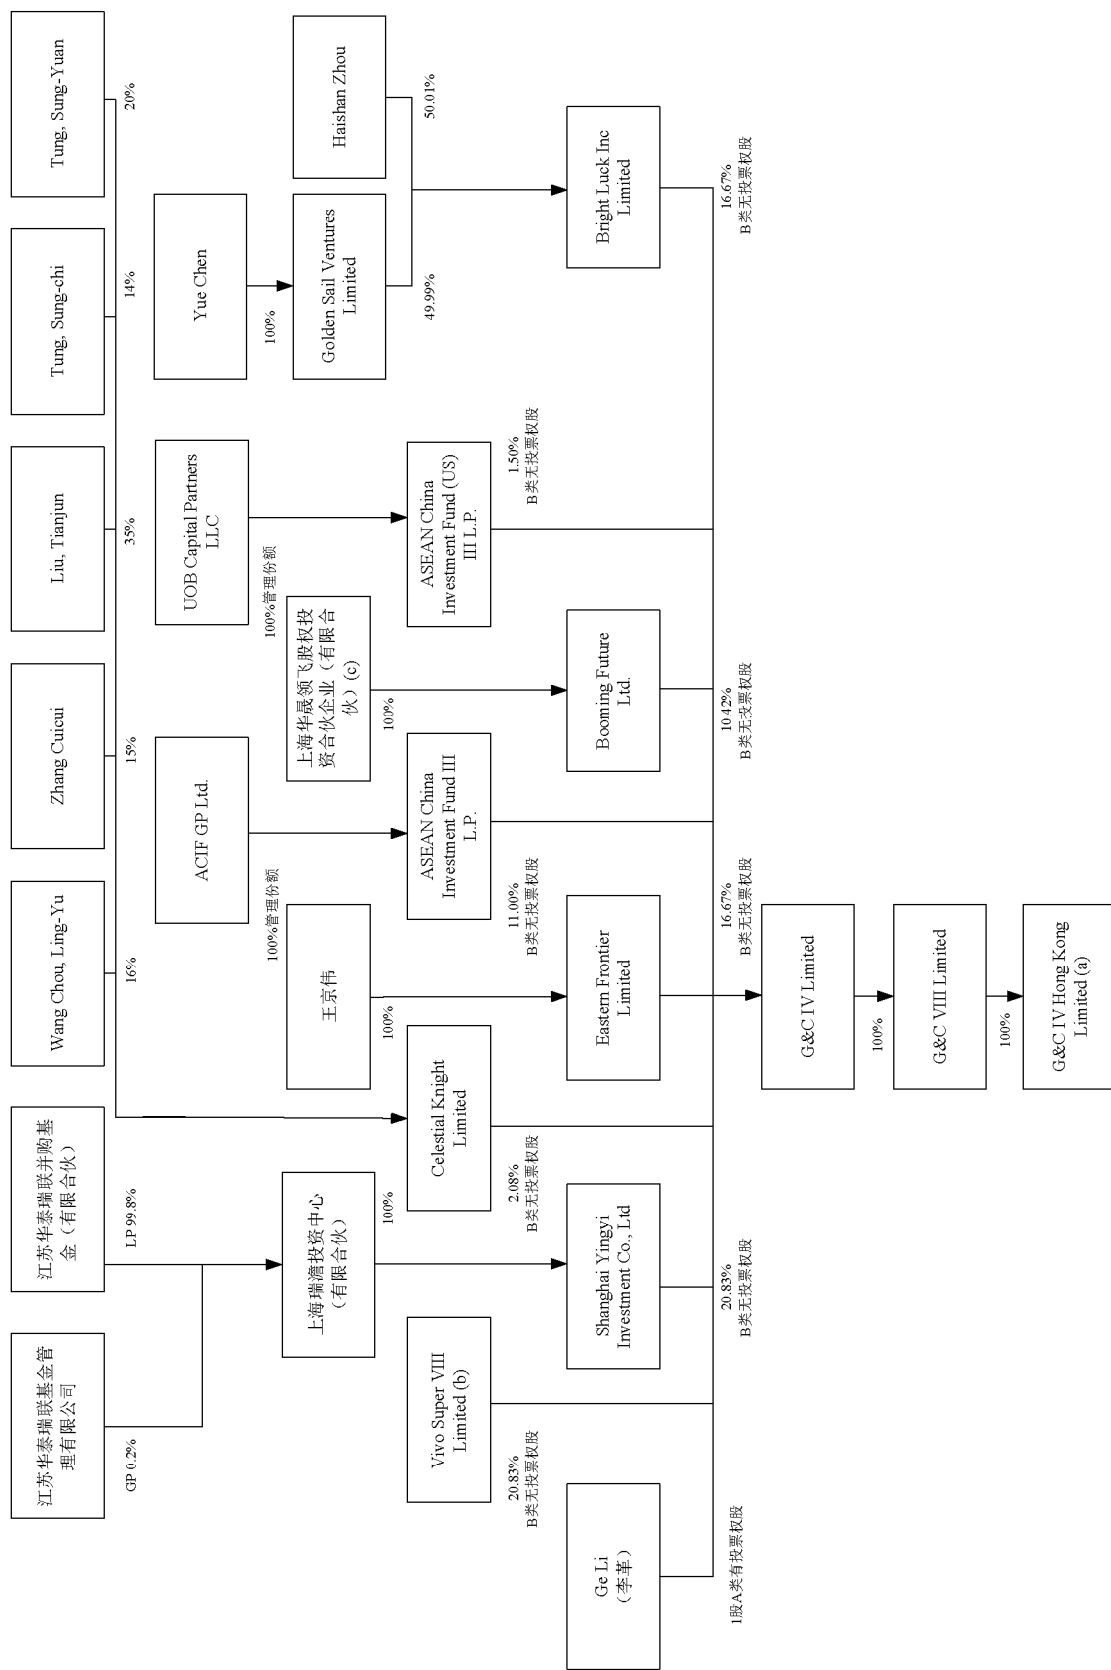 江苏华泰瑞联基金管
理有限公司
江苏华泰瑞联并购基
金（有限合伙）
Wang Chou, Ling-Yu
Zhang Cuicui
Liu, Tianjun
Tung, Sung-chi
Tung, Sung-Yuan
GP 0.2%
LP 99.8%
16%
15%
35%
14%
20%
ACIF GP Ltd.
UOB Capital Partners
LLC
Yue Chen
100%管理份额
100%管理份额
100%
上海瑞澹投资中心
（有限合伙）
王京伟
上海华晟领飞股权投
资合伙企业（有限合
伙）(c)
Golden Sail Ventures
Limited
Haishan Zhou
100%
100%
100%
49.99%
50.01%
Vivo Super VIII
Limited (b)
Celestial Knight
Limited
ASEAN China
Investment Fund III
L.P.
ASEAN China
Investment Fund (US)
III L.P.
20.83%
B类无投票权股
2.08%
B类无投票权股
11.00%
B类无投票权股
1.50%
B类无投票权股
Ge Li
（李革）
Shanghai Yingyi
Investment Co., Ltd
Eastern Frontier
Limited
Booming Future
Ltd.
Bright Luck Inc
Limited
1股A类有投票权股
20.83%
B类无投票权股
16.67%
B类无投票权股
10.42%
B类无投票权股
16.67%
B类无投票权股
G&C IV Limited
100%
G&C VIII Limited
100%
G&C IV Hong Kong
Limited (a)